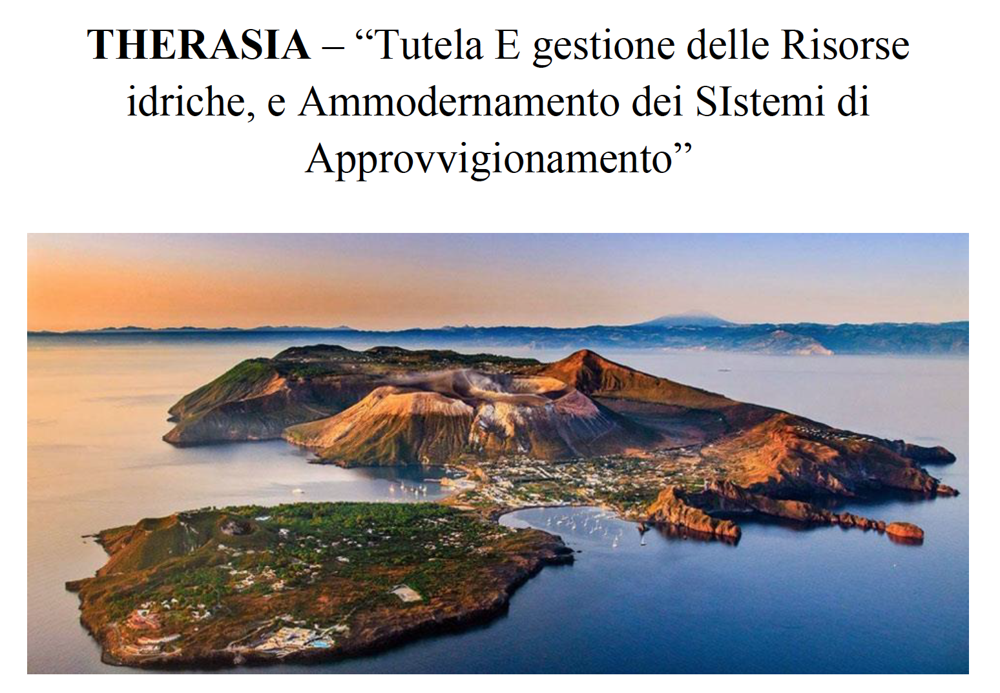 THERASIA – “Tutela E gestione delle Risorse
idriche, e Ammodernamento dei SIstemi di
Approvvigionamento”